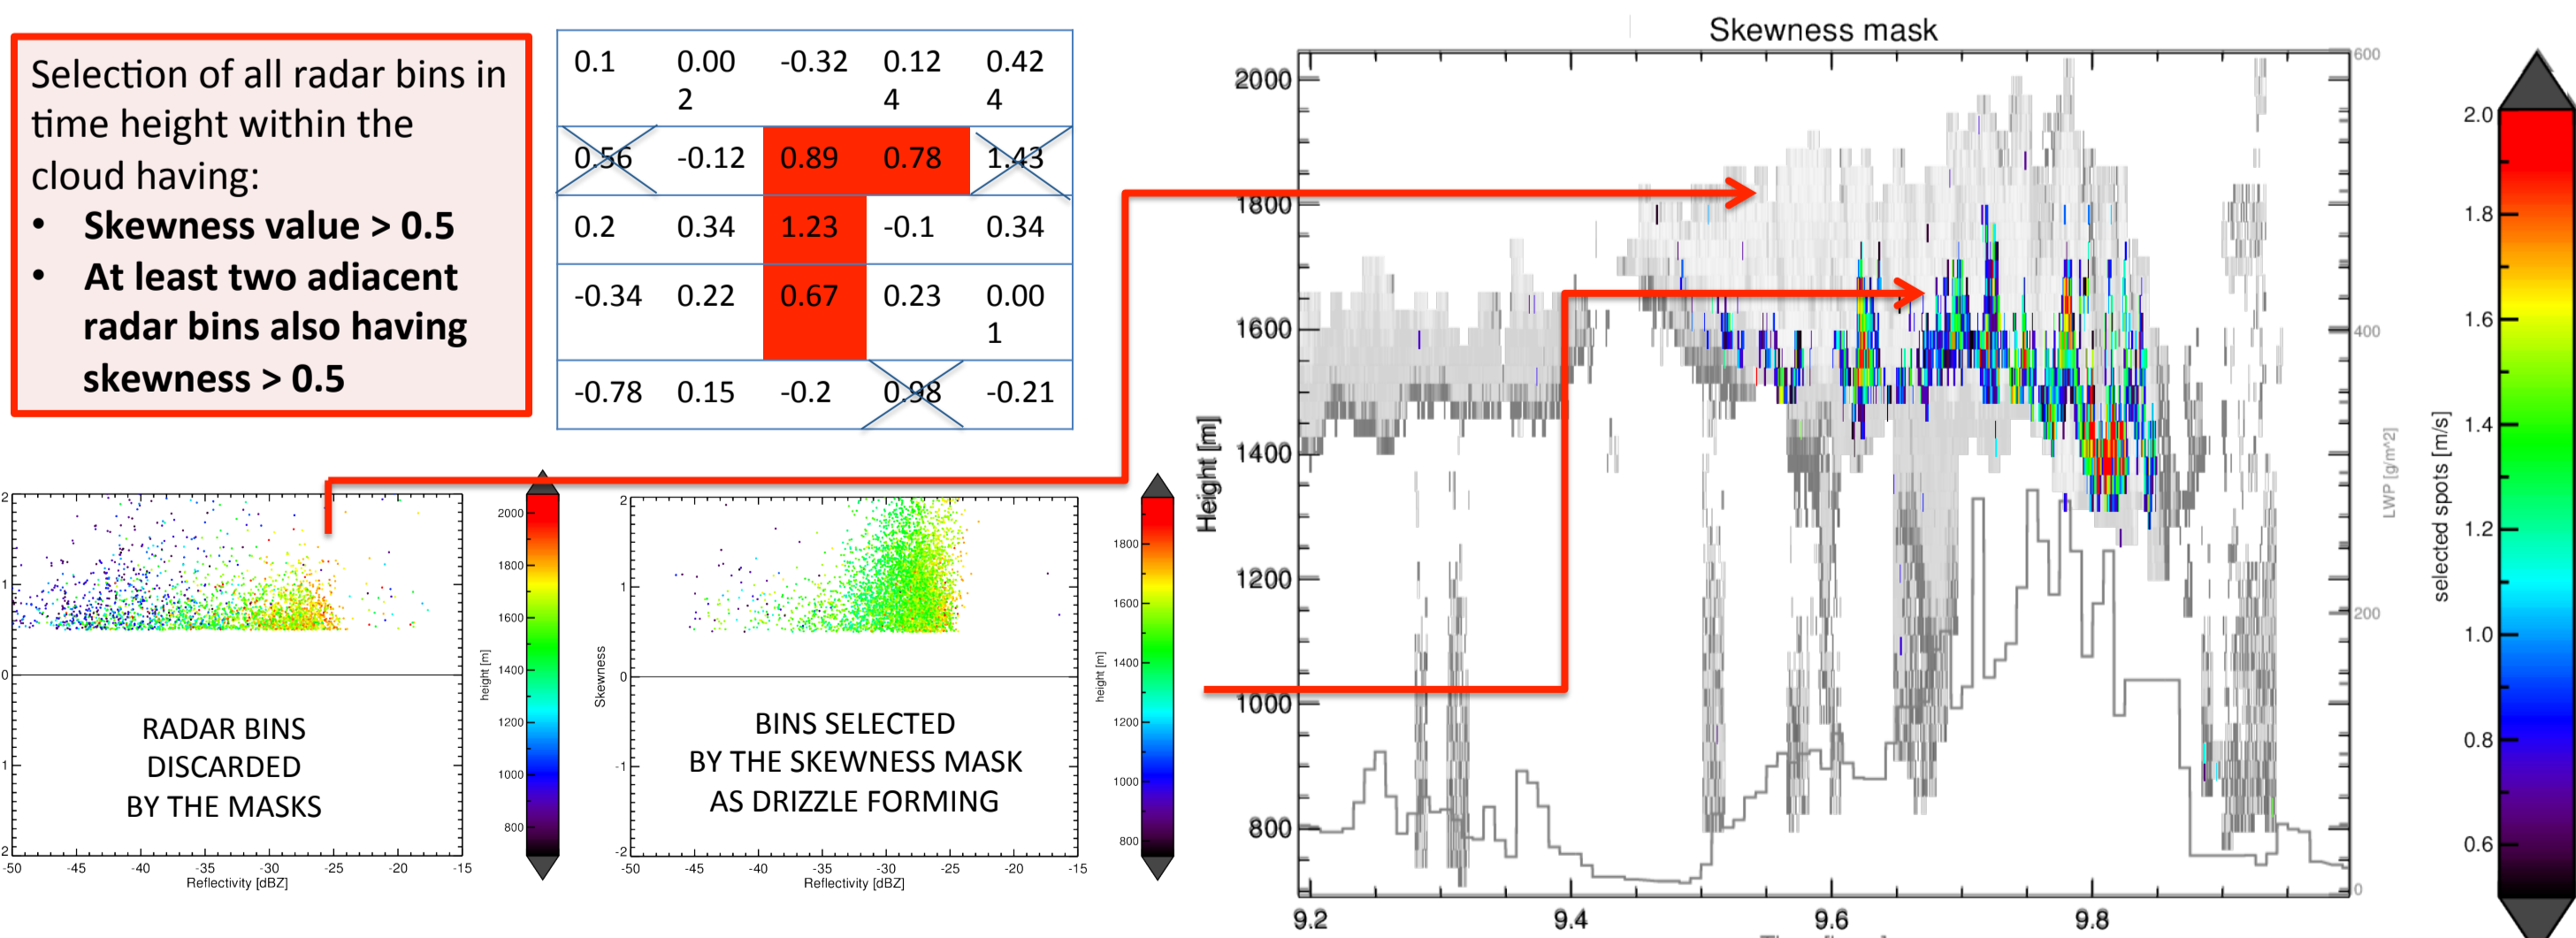 Selection of all radar bins in
time height within the
cloud having:
• Skewness value > 0.5
• At least two adiacent
radar bins also having
skewness > 0.5
0.1 0.00 -0.32 0.12 0.42
2 4 4
0.56 -0.12 0.89 0.78 1.43
0.2 0.34 1.23 -0.1 0.34
-0.34 0.22 0.67 0.23 0.00
1
-0.78 0.15 -0.2 0.98 -0.21
2
1
0
1
2
RADAR BINS
DISCARDED
BY THE MASKS
-50 -45 -40 -35 -30 -25 -20 -15
Reflectivity [dBZ]
2000
1800
1600
1400
1200
1000
800
height [m]
2
1
0
-1
-2
Skewness
BINS SELECTED
BY THE SKEWNESS MASK
AS DRIZZLE FORMING
-50 -45 -40 -35 -30 -25 -20 -15
Reflectivity [dBZ]
1800
1600
1400
1200
1000
800
height [m]
Skewness mask
2000
1800
1600
1400
1200
1000
800
Height [m]
9.2 9.4 9.6 9.8
600
400
200
0
LWP [g/m^2]
2.0
1.8
1.6
1.4
1.2
1.0
0.8
0.6
selected spots [m/s]